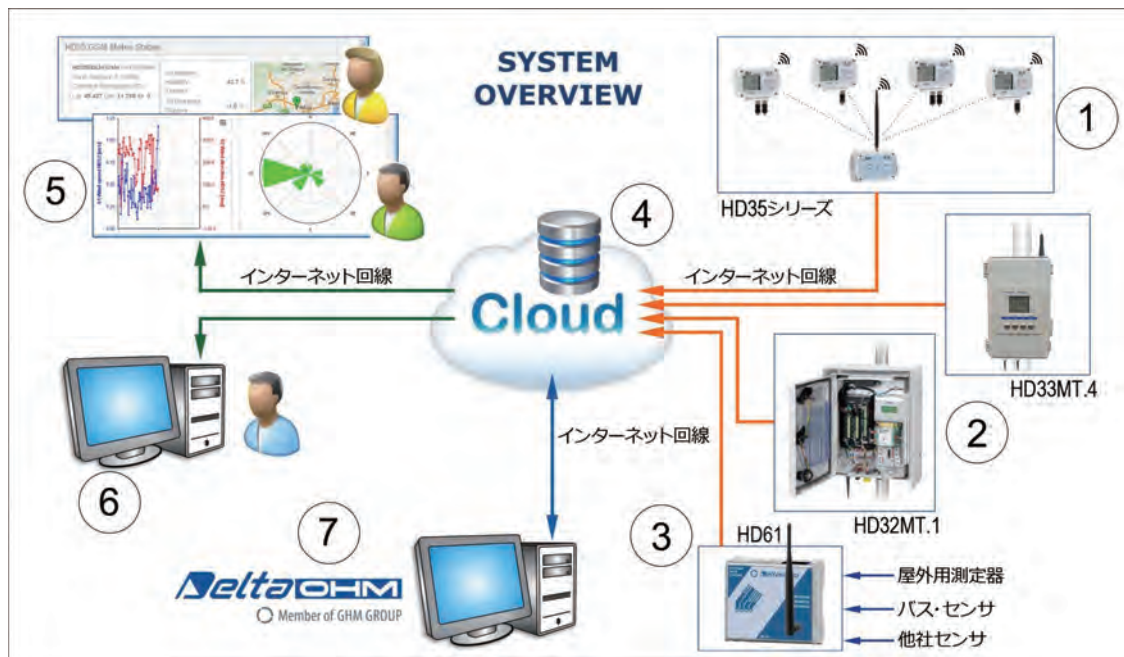 SYSTEM
OVERVIEW
1
HD35シリーズ
5
4
インターネット回線
インターネット回線
Cloud
HD33MT.4
2
HD32MT.1
インターネット回線
6
7
3
HD61
DeltaOHM
Member of GHM GROUP
屋外用測定器
バス・センサ
他社センサ